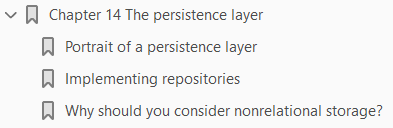 Chapter 14 The persistence layer
Portrait of a persistence layer
Implementing repositories
Why should you consider nonrelational storage?